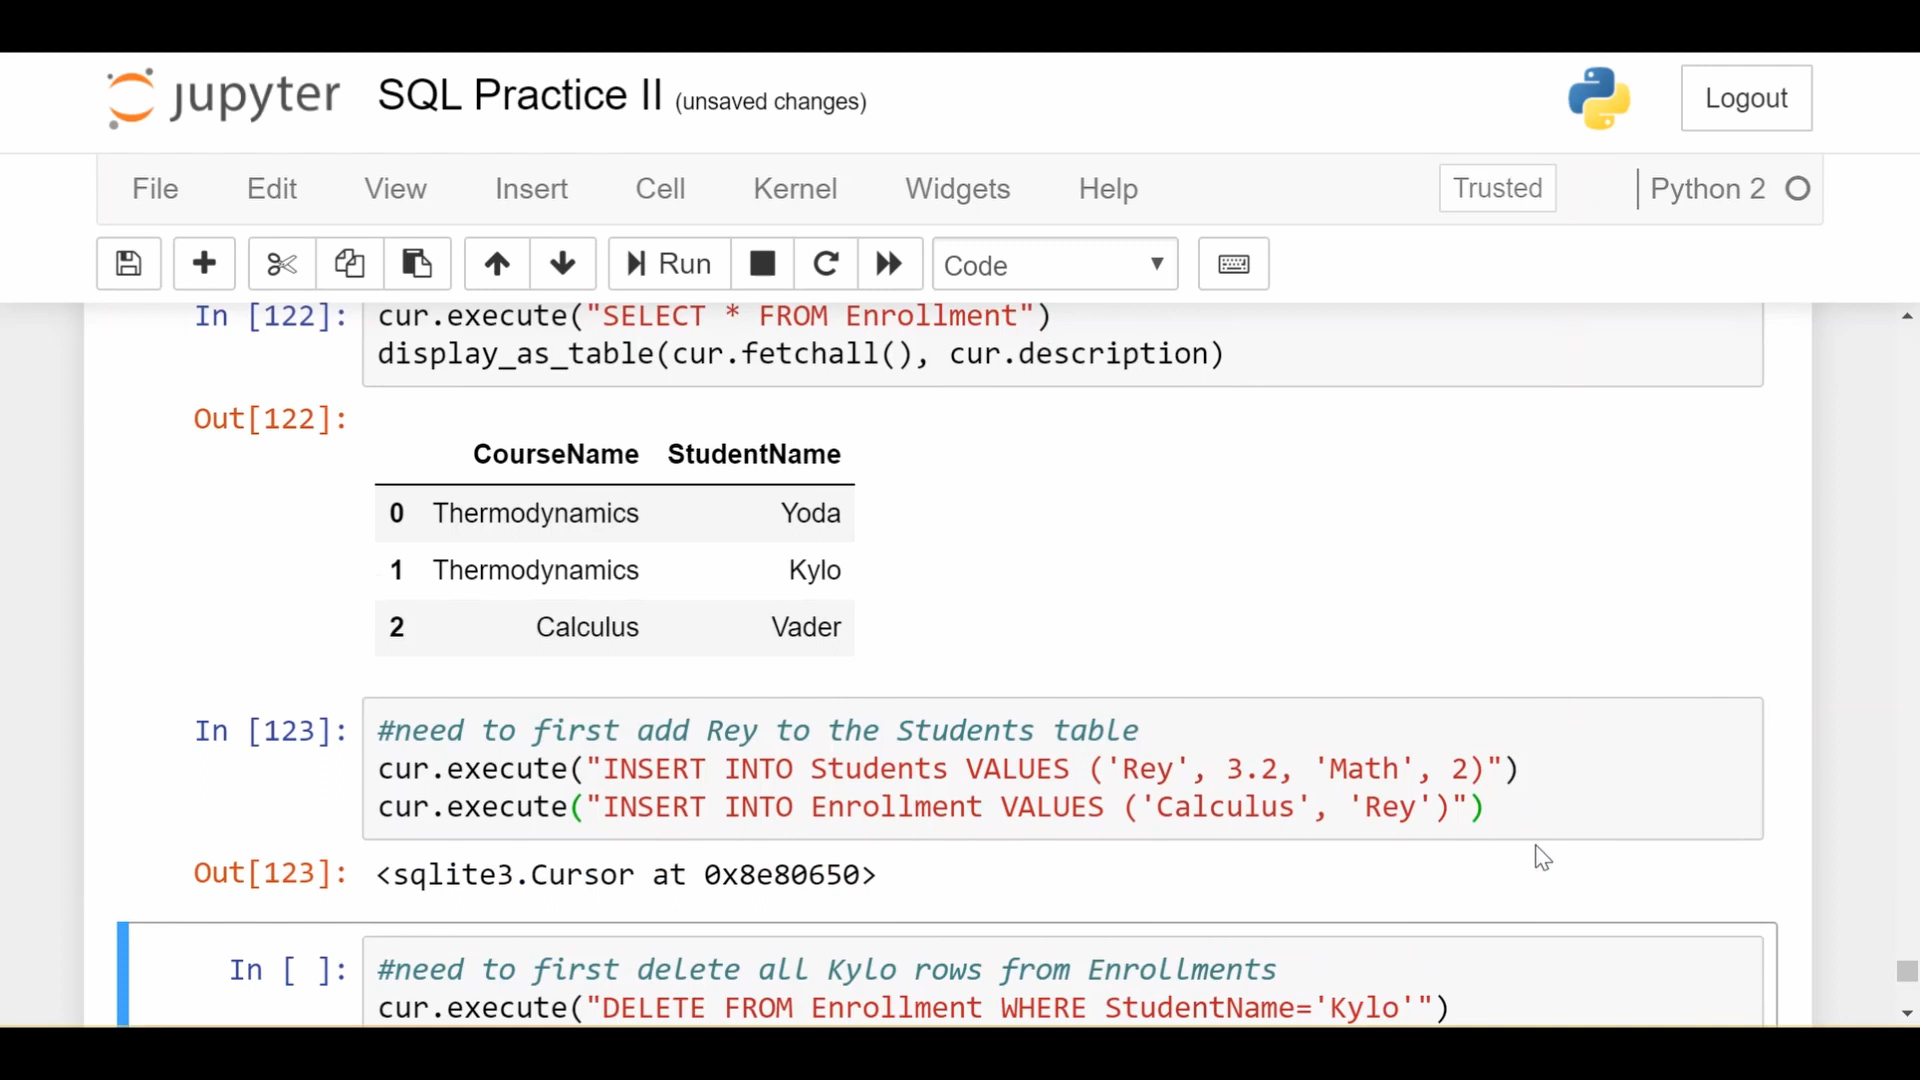 jupyter SQL Practice II (unsaved changes) Logout
File Edit View Insert Cell Kernel Widgets Help Trusted Python 2
Run Code
In [122]: cur.execute("SELECT * FROM Enrollment")
display_as_table(cur.fetchall(), cur.description)
Out[122]:
CourseName StudentName
0 Thermodynamics Yoda
1 Thermodynamics Kylo
2 Calculus Vader
In [123]: #need to first add Rey to the Students table
cur.execute("INSERT INTO Students VALUES ('Rey', 3.2, 'Math', 2)")
cur.execute("INSERT INTO Enrollment VALUES ('Calculus', 'Rey')")
Out[123]: <sqlite3.Cursor at 0x8e80650>
In [ ]: #need to first delete all Kylo rows from Enrollments
cur.execute("DELETE FROM Enrollment WHERE StudentName='Kylo'")